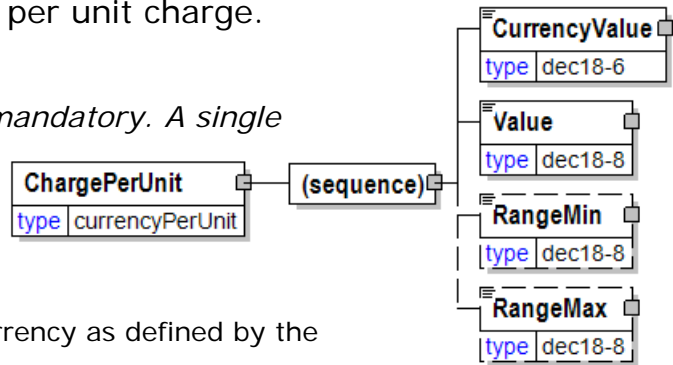 per unit charge.
CurrencyValue
type dec18-6
mandatory. A single
Value
type dec18-8
ChargePerUnit
type currencyPerUnit
(sequence)
RangeMin
type dec18-8
RangeMax
type dec18-8
rrency as defined by the